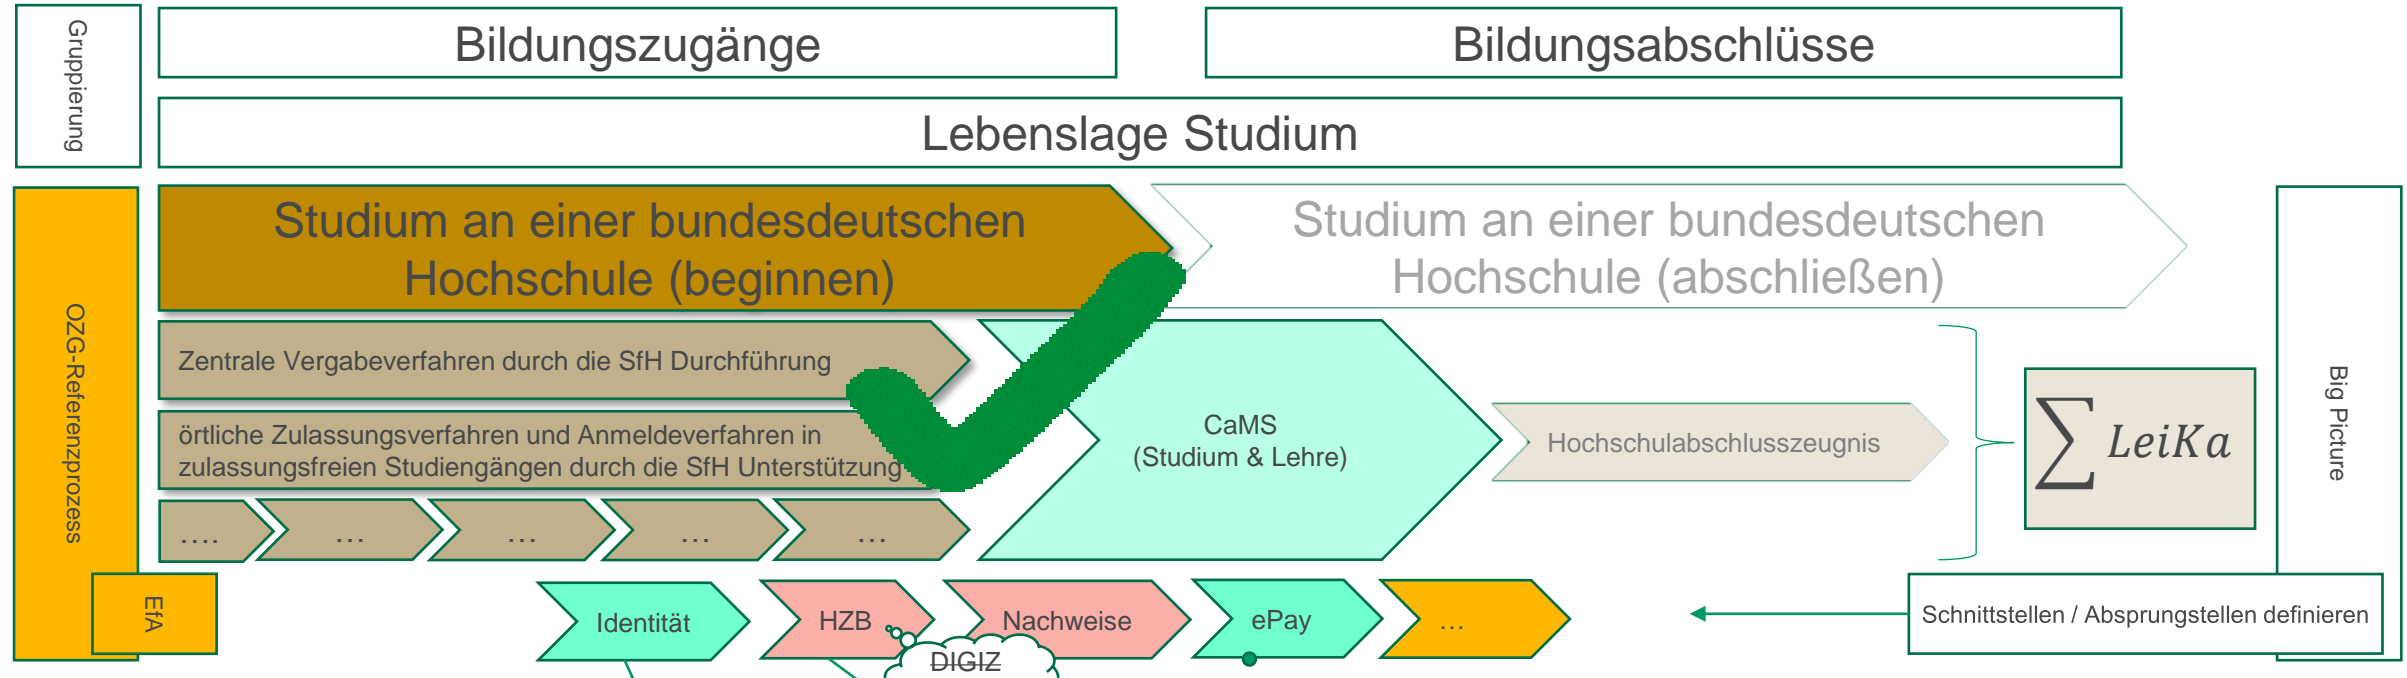 Gruppierung
Bildungszugänge
Bildungsabschlüsse
Lebenslage Studium
OZG-Referenzprozess
Studium an einer bundesdeutschen
Hochschule (beginnen)
Studium an einer bundesdeutschen
Hochschule (abschließen)
Big Picture
Zentrale Vergabeverfahren durch die SfH Durchführung
örtliche Zulassungsverfahren und Anmeldeverfahren in
zulassungsfreien Studiengängen durch die SfH Unterstützung
CaMS
(Studium & Lehre)
Hochschulabschlusszeugnis
∑ LeiKa
....
...
...
...
...
EfA
Identität
HZB
Nachweise
ePay
...
Schnittstellen / Absprungstellen definieren
DIGIZ